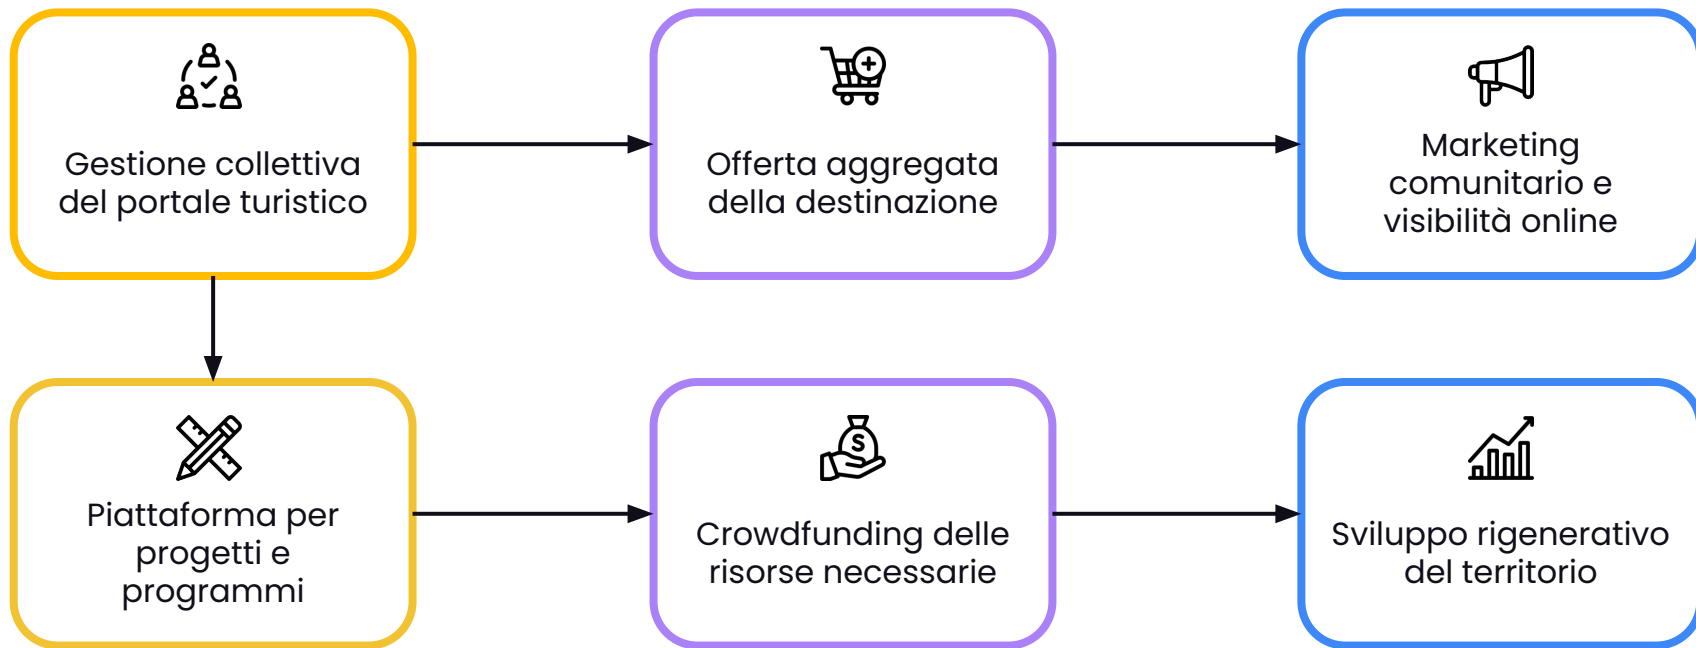 Gestione collettiva
del portale turistico
Offerta aggregata
della destinazione
Marketing
comunitario e
visibilità online
Piattaforma per
progetti e
programmi
Crowdfunding delle
risorse necessarie
Sviluppo rigenerativo
del territorio